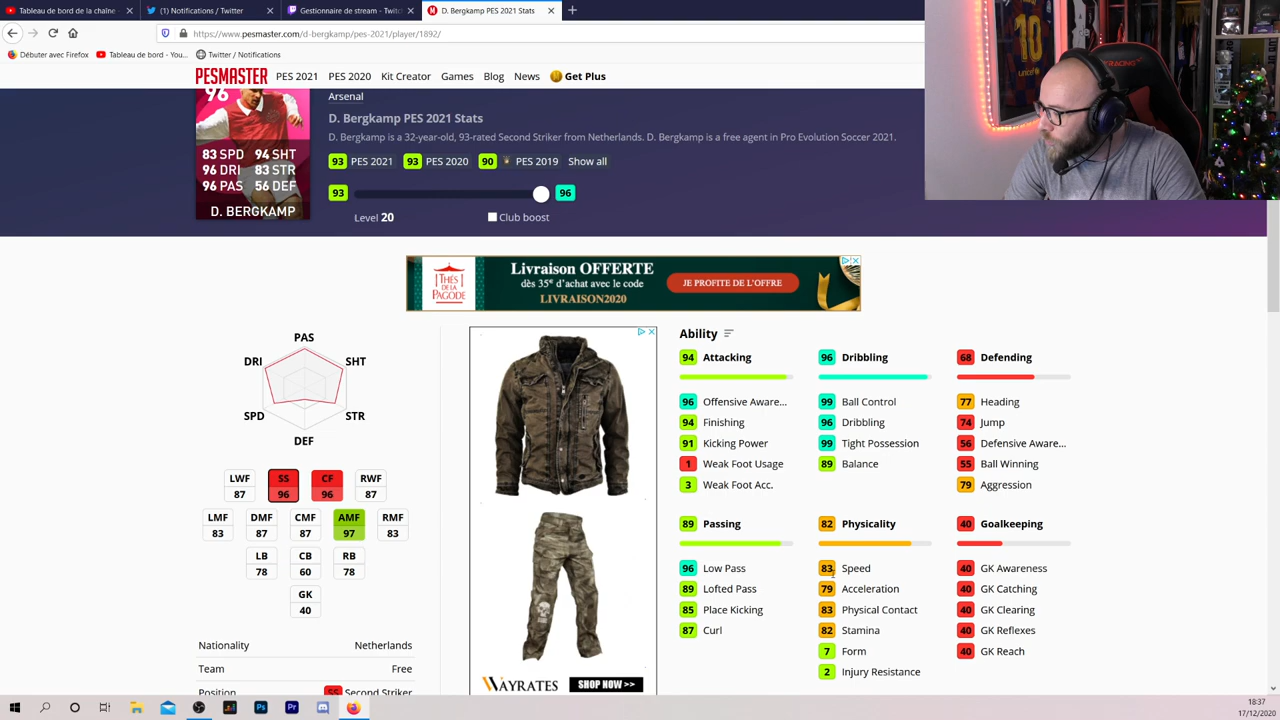 Tableau de bord de la chaîne
(1) Notifications / Twitter
Gestionnaire de stream - Twitch
D. Bergkamp PES 2021 Stats
https://www.pesmaster.com/d-bergkamp/pes-2021/player/1892/
Débuter avec Firefox
Tableau de bord - You...
Twitter / Notifications
PESMASTER
PES 2021
PES 2020
Kit Creator
Games
Blog
News
Get Plus
96
83 SPD 94 SHT
96 DRI 83 STR
96 PAS 56 DEF
D. BERGKAMP
Arsenal
D. Bergkamp PES 2021 Stats
D. Bergkamp is a 32-year-old, 93-rated Second Striker from Netherlands. D. Bergkamp is a free agent in Pro Evolution Soccer 2021.
93 PES 2021 93 PES 2020 90 PES 2019 Show all
93 96
Level 20 Club boost
THÉS DE LA PAGODE
Livraison OFFERTE
dès 35€ d'achat avec le code
LIVRAISON2020
JE PROFITE DE L'OFFRE
PAS
DRI SHT
SPD STR
DEF
LWF SS CF RWF
87 96 96 87
LMF DMF CMF AMF RMF
83 87 87 97 83
LB CB RB
78 60 78
GK
40
Nationality Netherlands
Team Free
Position SS Second Striker
WAYRATES SHOP NOW >>
Ability
94 Attacking
96 Offensive Aware...
94 Finishing
91 Kicking Power
1 Weak Foot Usage
3 Weak Foot Acc.
96 Dribbling
99 Ball Control
96 Dribbling
99 Tight Possession
89 Balance
68 Defending
77 Heading
74 Jump
56 Defensive Aware...
55 Ball Winning
79 Aggression
89 Passing
96 Low Pass
89 Lofted Pass
85 Place Kicking
87 Curl
82 Physicality
83 Speed
79 Acceleration
83 Physical Contact
82 Stamina
7 Form
2 Injury Resistance
40 Goalkeeping
40 GK Awareness
40 GK Catching
40 GK Clearing
40 GK Reflexes
40 GK Reach
10
18:37
17/12/2020